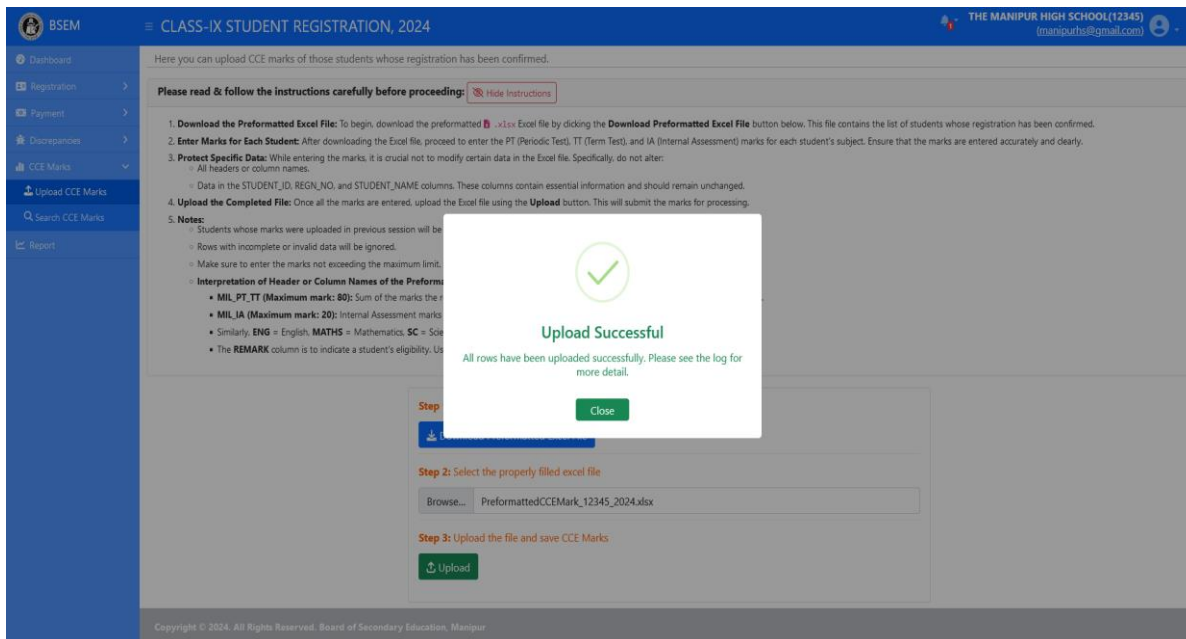 BSEM
CLASS-IX STUDENT REGISTRATION, 2024
THE MANIPUR HIGH SCHOOL(12345)
(manipurhs@gmail.com)
Dashboard
Registration
Payment
Discrepancies
CCE Marks
Upload CCE Marks
Search CCE Marks
Report
Here you can upload CCE marks of those students whose registration has been confirmed.
Please read & follow the instructions carefully before proceeding: Hide Instructions
1. Download the Preformatted Excel File: To begin, download the preformatted .xlsx Excel file by clicking the Download Preformatted Excel File button below. This file contains the list of students whose registration has been confirmed.
2. Enter Marks for Each Student: After downloading the Excel file, proceed to enter the PT (Periodic Test), TT (Term Test), and IA (Internal Assessment) marks for each student's subject. Ensure that the marks are entered accurately and clearly.
3. Protect Specific Data: While entering the marks, it is crucial not to modify certain data in the Excel file. Specifically, do not alter:
All headers or column names.
Data in the STUDENT_ID, REGN_NO, and STUDENT_NAME columns. These columns contain essential information and should remain unchanged.
4. Upload the Completed File: Once all the marks are entered, upload the Excel file using the Upload button. This will submit the marks for processing.
5. Notes:
Students whose marks were uploaded in previous session will be
Rows with incomplete or invalid data will be ignored.
Make sure to enter the marks not exceeding the maximum limit.
Interpretation of Header or Column Names of the
MIL_PT_TT (Maximum mark: 80): Sum of the marks the
MIL_IA (Maximum mark: 20): Internal Assessment marks
Similarly, ENG = English, MATHS = Mathematics, SC =
The REMARK column is to indicate a student's eligibility.
Upload Successful
All rows have been uploaded successfully. Please see the log for
more detail.
Close
Step
Step 2: Select the properly filled excel file
Browse... PreformattedCCEMark_12345_2024.xlsx
Step 3: Upload the file and save CCE Marks
Upload
Copyright © 2024. All Rights Reserved. Board of Secondary Education, Manipur